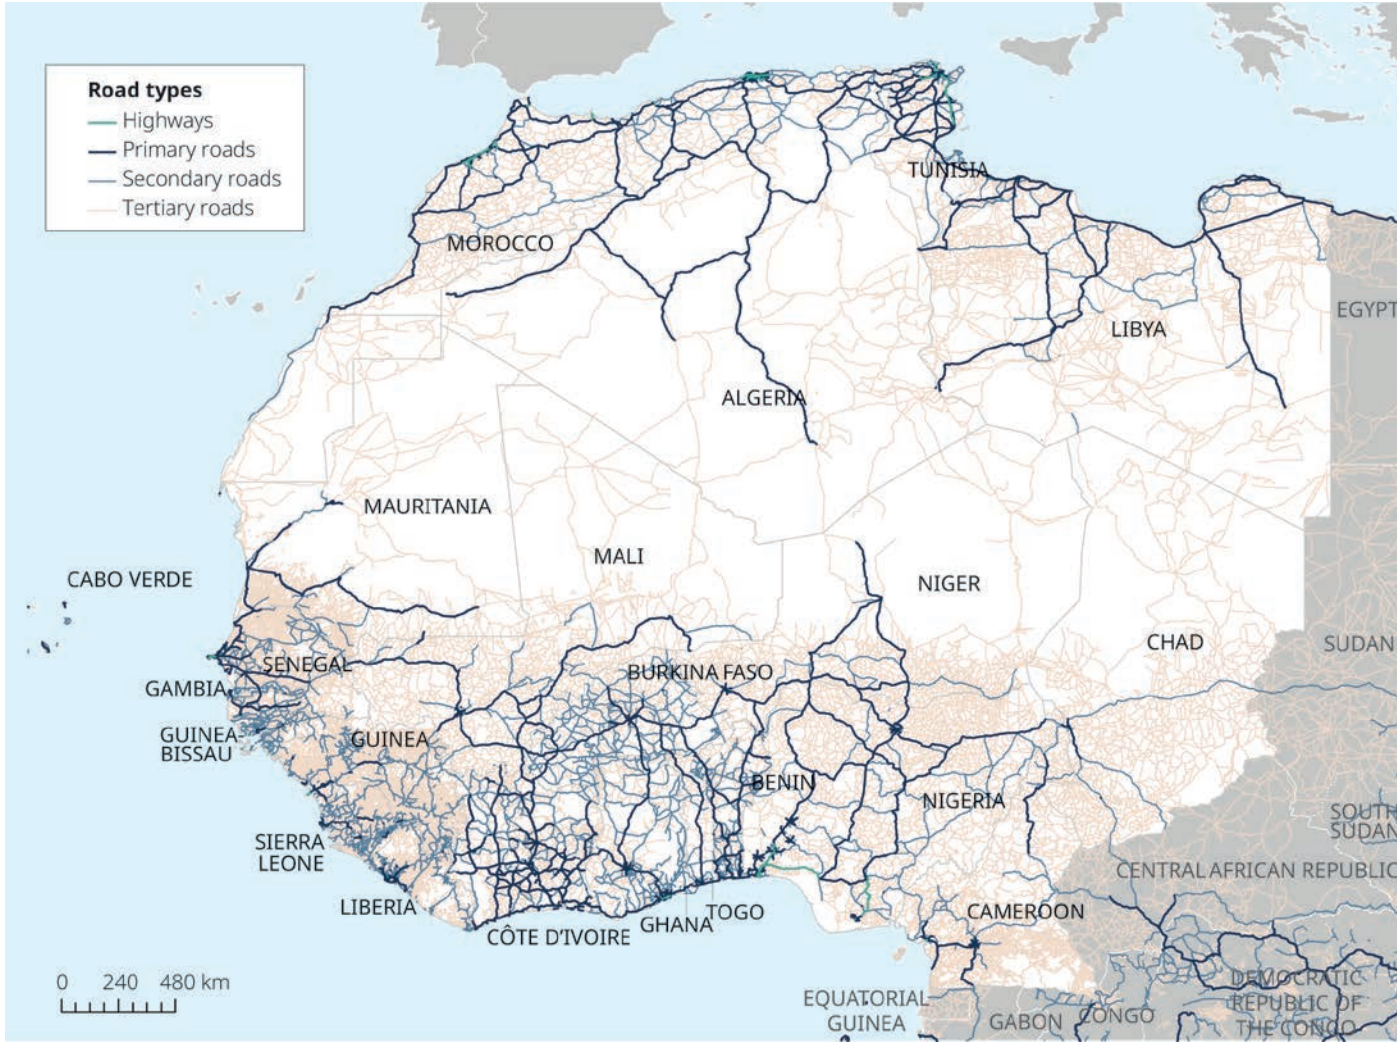 Road types
Highways
Primary roads
Secondary roads
Tertiary roads
TUNISIA
MOROCCO
EGYPT
LIBYA
ALGERIA
MAURITANIA
MALI
CABO VERDE
NIGER
CHAD
SUDAN
SENEGAL
BURKINA FASO
GAMBIA
GUINEA-
BISSAU
GUINEA
BENIN
NIGERIA
SOUTH
SUDAN
SIERRA
LEONE
CENTRAL AFRICAN REPUBLIC
LIBERIA
TOGO
GHANA
CAMEROON
CÔTE D'IVOIRE
0 240 480 km
EQUATORIAL
GUINEA
GABON
CONGO
DEMOCRATIC
REPUBLIC OF
THE CONGO